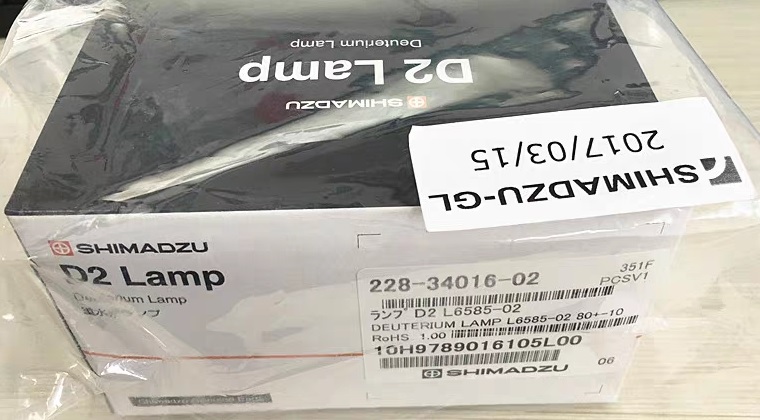 Deuterium Lamp
D2 Lamp
SHIMADZU
2017/03/15
SHIMADZU-GL
SHIMADZU
D2 Lamp
Deuterium Lamp
228-34016-02
351F
PCSV1
ランプ D2 L6585-02
DEUTERIUM LAMP L6585-02 80+-10
RoHS 1.00
10H9789016105L00
06
SHIMADZU